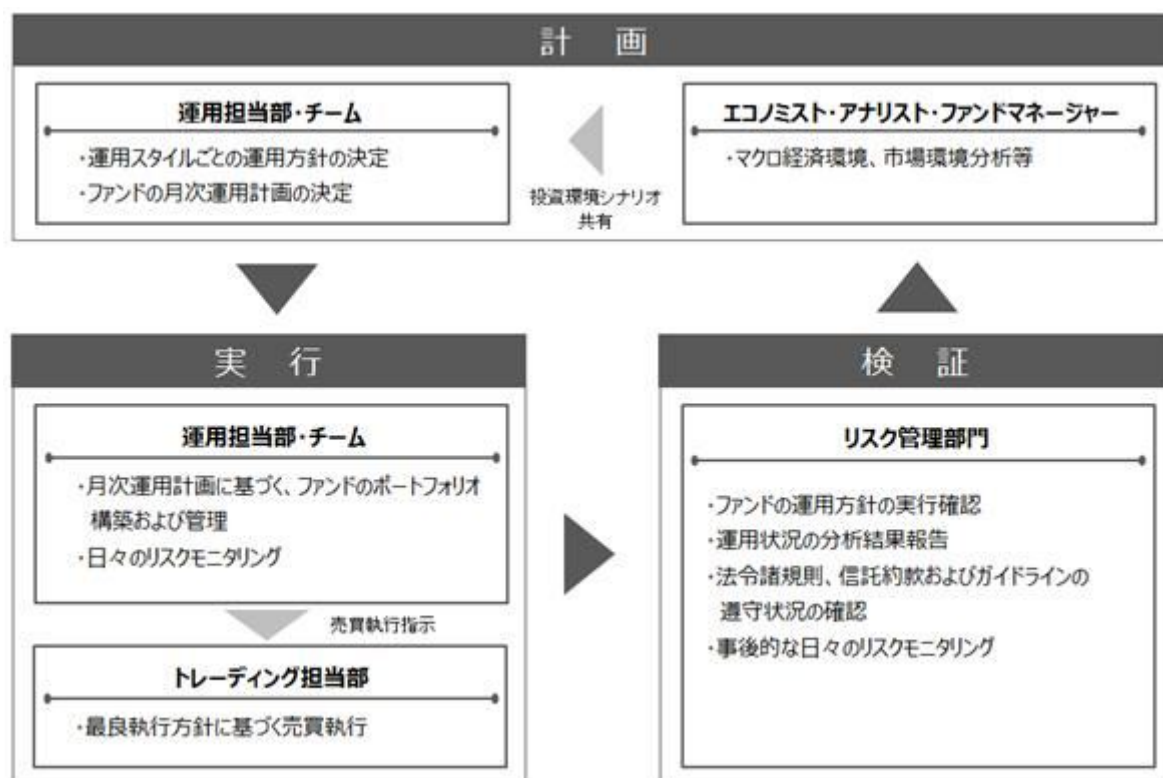 計 画
運用担当部・チーム
・運用スタイルごとの運用方針の決定
・ファンドの月次運用計画の決定
投資環境シナリオ
共有
エコノミスト・アナリスト・ファンドマネージャー
・マクロ経済環境、市場環境分析等
実 行
運用担当部・チーム
・月次運用計画に基づく、ファンドのポートフォリオ
構築および管理
・日々のリスクモニタリング
売買執行指示
トレーディング担当部
・最良執行方針に基づく売買執行
検 証
リスク管理部門
・ファンドの運用方針の実行確認
・運用状況の分析結果報告
・法令諸規則、信託約款およびガイドラインの
遵守状況の確認
・事後的な日々のリスクモニタリング